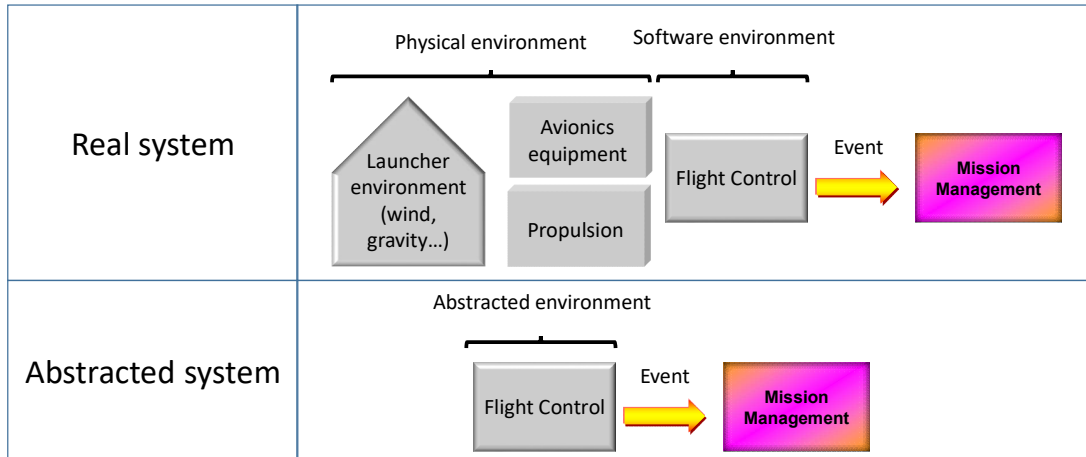 Physical environment
Software environment
Real system
Launcher
environment
(wind,
gravity…)
Avionics
equipment
Propulsion
Flight Control
Event
Mission
Management
Abstracted environment
Abstracted system
Flight Control
Event
Mission
Management